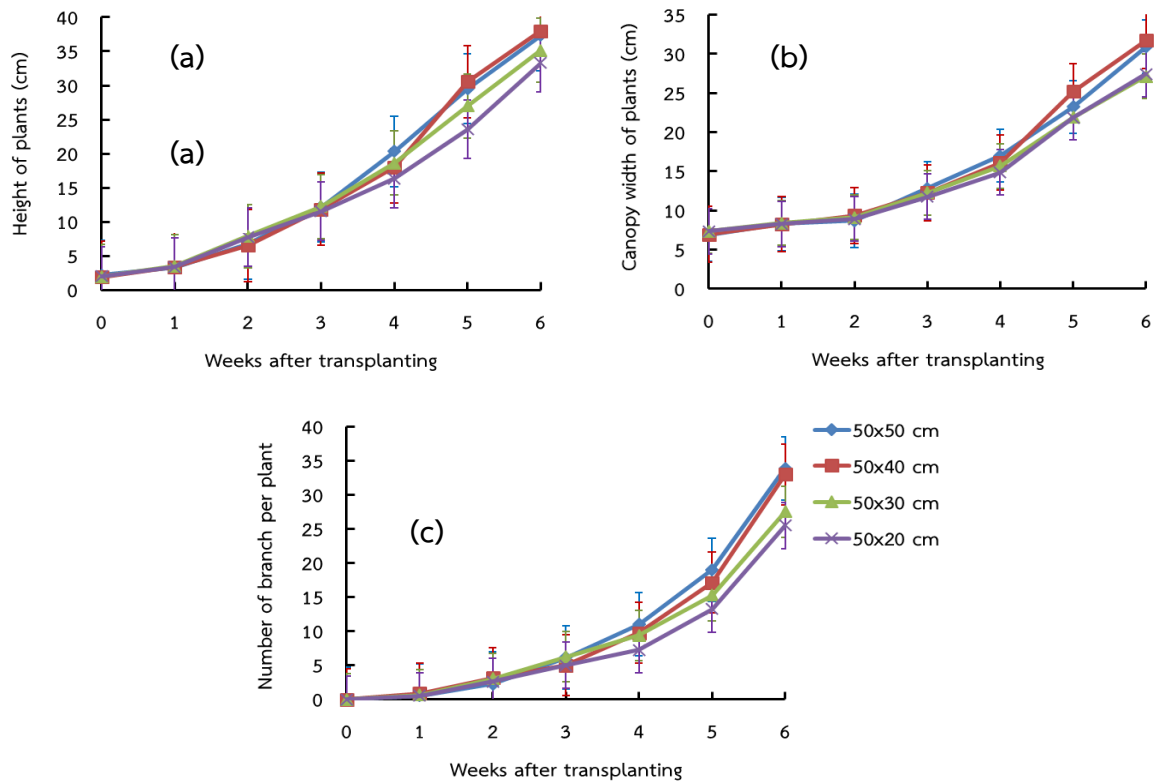 Height of plants (cm)
40
35
30
25
20
15
10
5
0
(a)
(a)
0 1 2 3 4 5 6
Weeks after transplanting
Canopy width of plants (cm)
35
30
25
20
15
10
5
0
(b)
0 1 2 3 4 5 6
Weeks after transplanting
Number of branch per plant
40
35
30
25
20
15
10
5
0
(c)
0 1 2 3 4 5 6
Weeks after transplanting
50x50 cm
50x40 cm
50x30 cm
50x20 cm